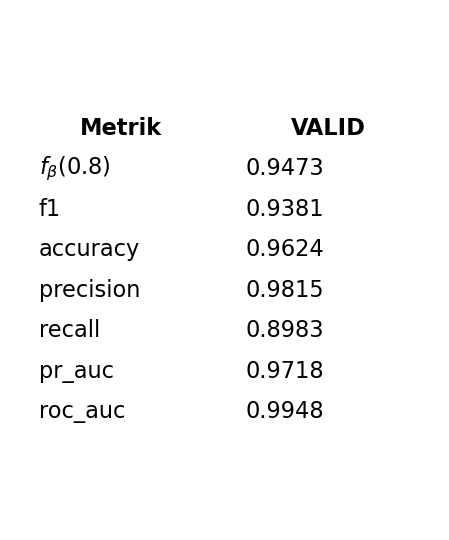 Metrik VALID
fβ(0.8) 0.9473
f1 0.9381
accuracy 0.9624
precision 0.9815
recall 0.8983
pr_auc 0.9718
roc_auc 0.9948